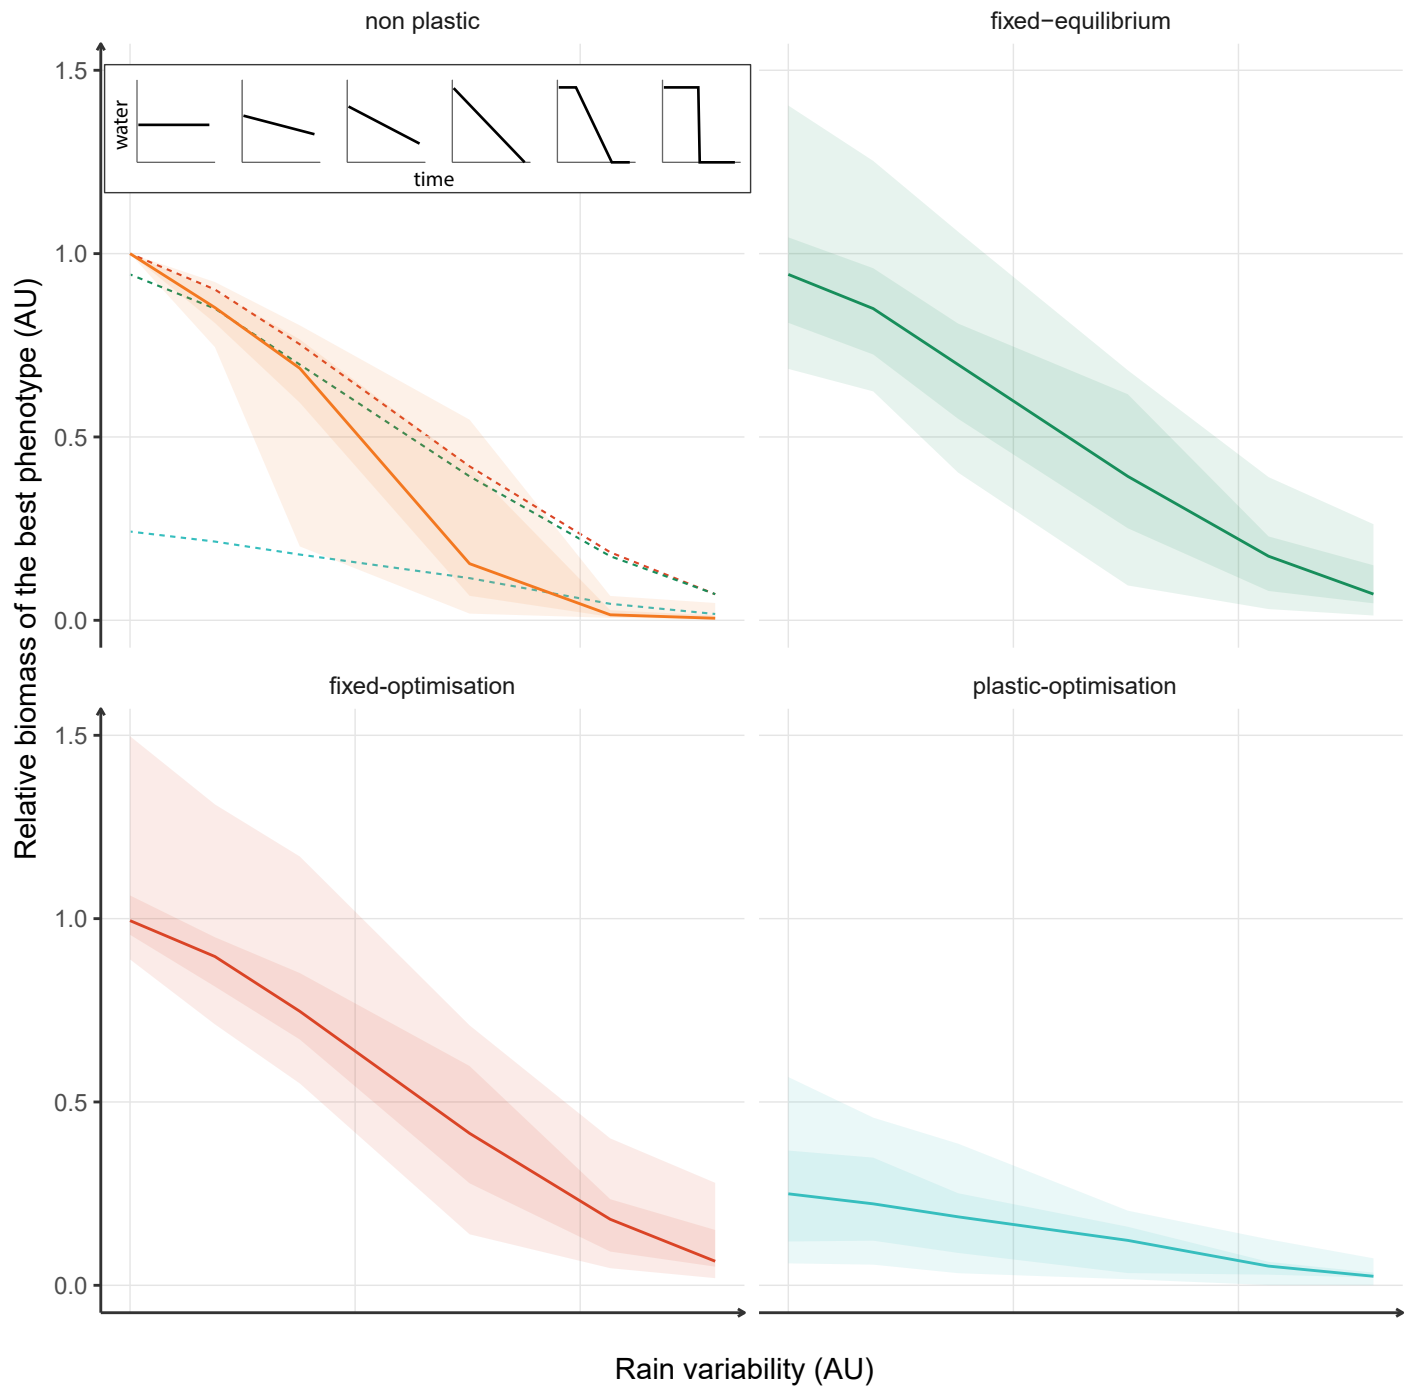 non plastic
fixed−equilibrium
1.5
water
time
1.0
0.5
0.0
Relative biomass of the best phenotype (AU)
fixed-optimisation
plastic-optimisation
1.5
1.0
0.5
0.0
Rain variability (AU)